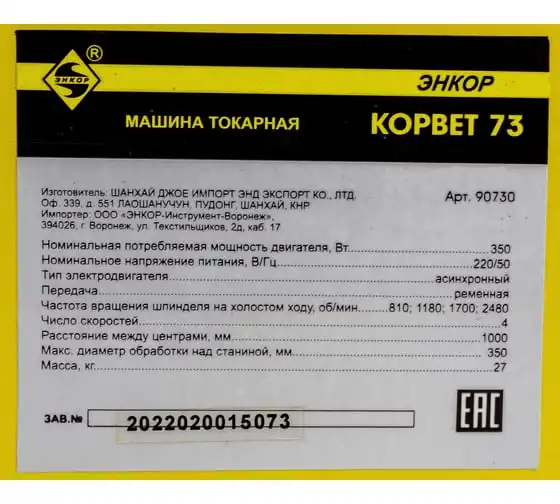 ЭНКОР ®
ЭНКОР
МАШИНА ТОКАРНАЯ
КОРВЕТ 73
Изготовитель: ШАНХАЙ ДЖОЕ ИМПОРТ ЭНД ЭКСПОРТ КО., ЛТД.
Арт. 90730
Оф. 339, д. 551 ЛАОШАНУЧУН, ПУДОНГ, ШАНХАЙ, КНР
Импортер: ООО «ЭНКОР-Инструмент-Воронеж»,
394026, г. Воронеж, ул. Текстильщиков, 2д, каб. 17
Номинальная потребляемая мощность двигателя, Вт 350
Номинальное напряжение питания, В/Гц 220/50
Тип электродвигателя асинхронный
Передача ременная
Частота вращения шпинделя на холостом ходу, об/мин 810; 1180; 1700; 2480
Число скоростей 4
Расстояние между центрами, мм 1000
Макс. диаметр обработки над станиной, мм 350
Масса, кг 27
ЗАВ.№ 2022020015073
EAC